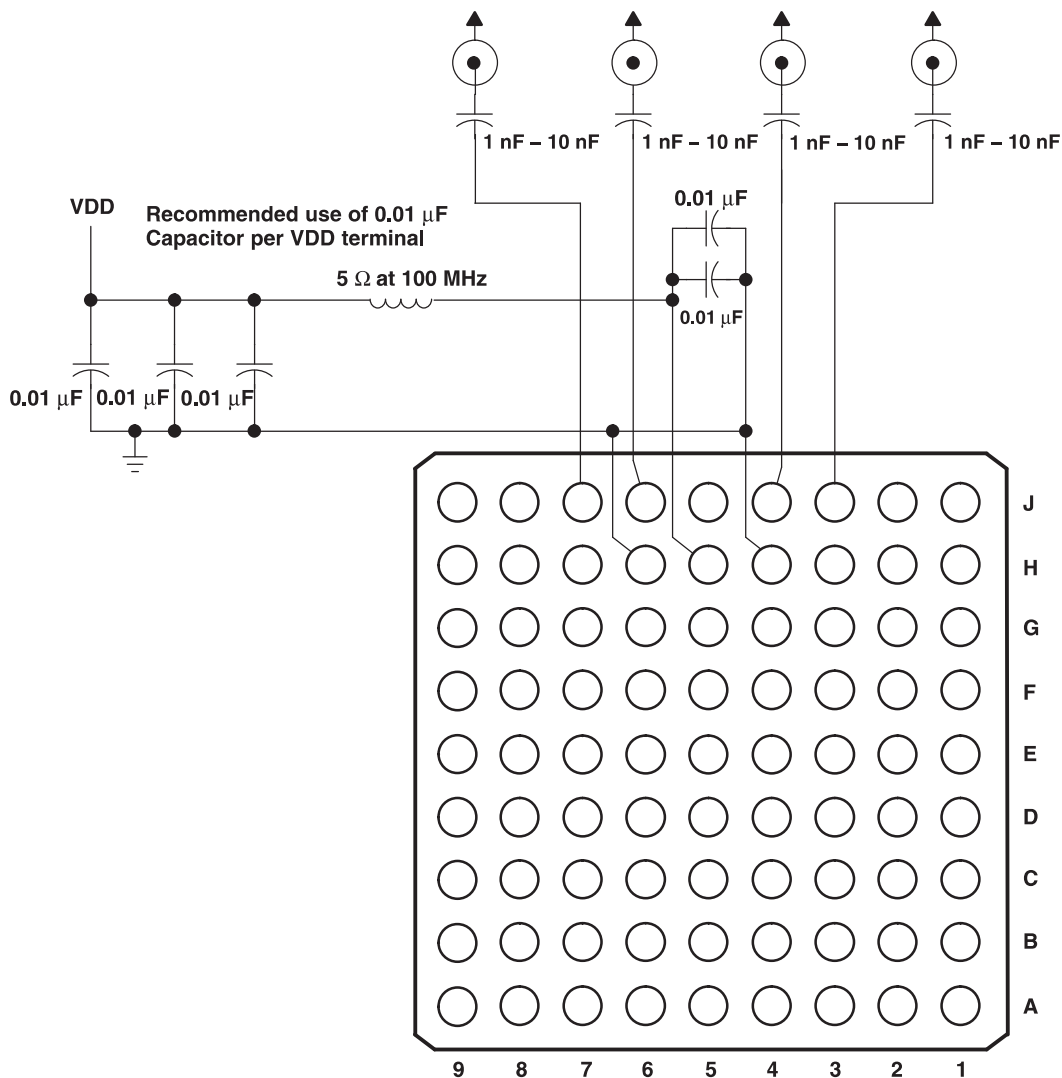 1 nF – 10 nF
1 nF – 10 nF
1 nF – 10 nF
1 nF – 10 nF
VDD
Recommended use of 0.01 μF
Capacitor per VDD terminal
0.01 μF
5 Ω at 100 MHz
0.01 μF
0.01 μF
0.01 μF
0.01 μF
J
H
G
F
E
D
C
B
A
9 8 7 6 5 4 3 2 1